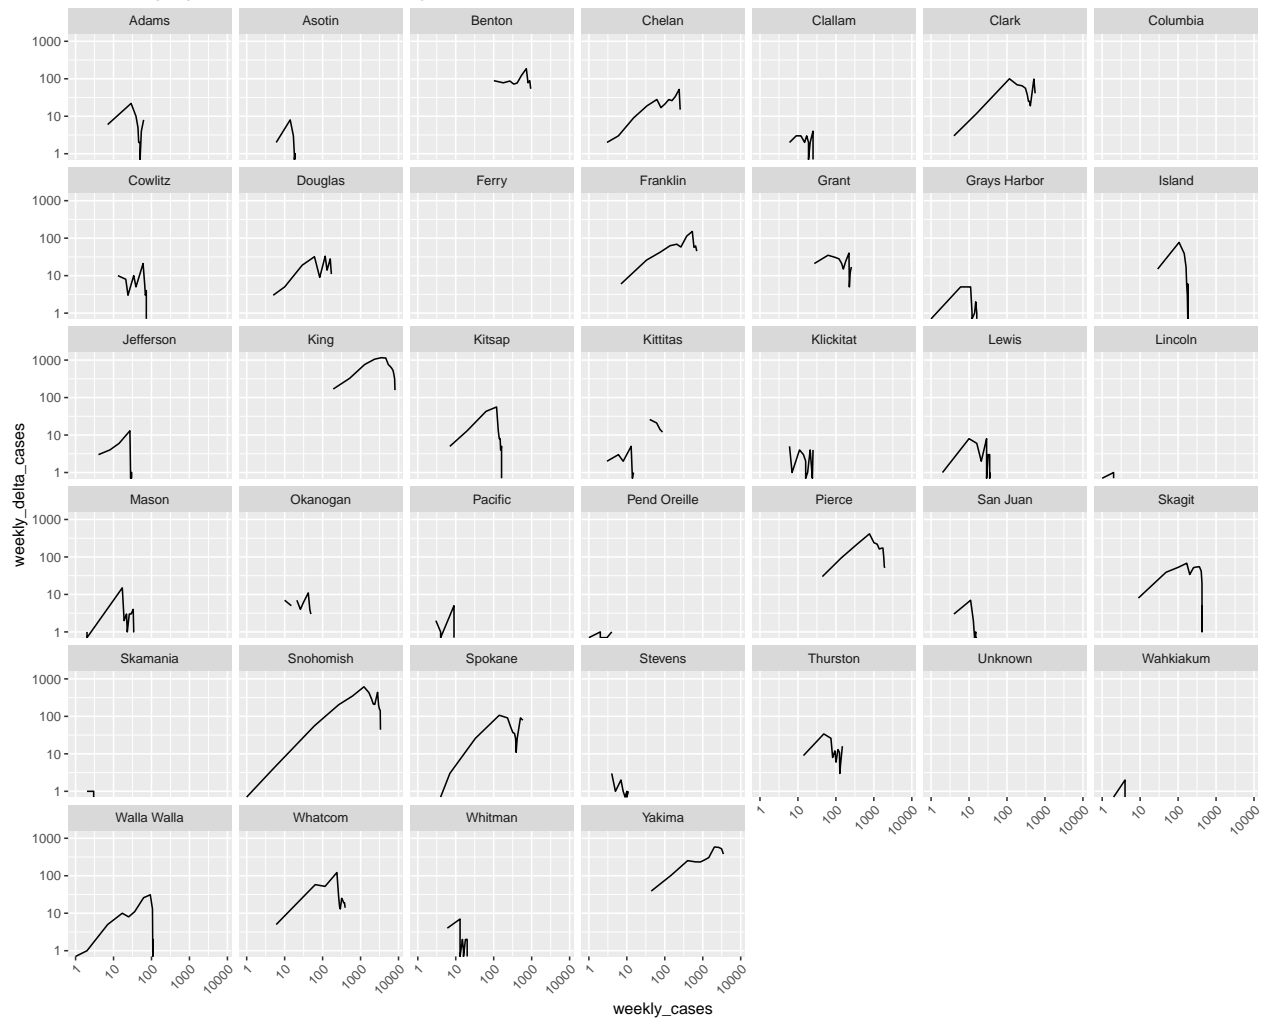 Adams Asotin Benton Chelan Clallam Clark Columbia
1000
100
10
1
Cowlitz Douglas Ferry Franklin Grant Grays Harbor Island
1000
100
10
1
Jefferson King Kitsap Kittitas Klickitat Lewis Lincoln
1000
100
10
1
weekly_delta_cases
Mason Okanogan Pacific Pend Oreille Pierce San Juan Skagit
1000
100
10
1
Skamania Snohomish Spokane Stevens Thurston Unknown Wahkiakum
1000
100
10
1
1 10 100 1000 10000 1 10 100 1000 10000 1 10 100 1000 10000
Walla Walla Whatcom Whitman Yakima
1000
100
10
1
1 10 100 1000 10000 1 10 100 1000 10000 1 10 100 1000 10000 1 10 100 1000 10000
weekly_cases